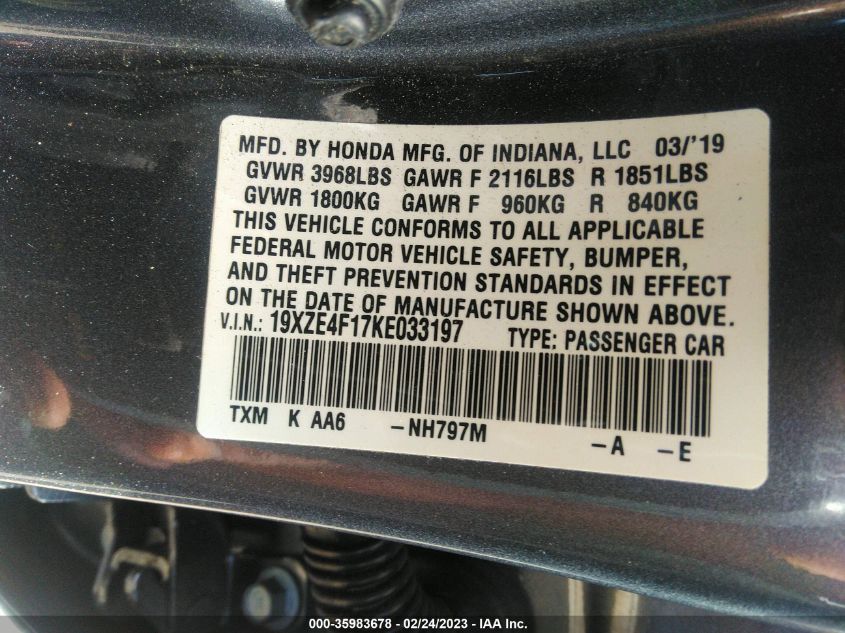 MFD. BY HONDA MFG. OF INDIANA, LLC 03/'19
GVWR 3968LBS GAWR F 2116LBS R 1851LBS
GVWR 1800KG GAWR F 960KG R 840KG
THIS VEHICLE CONFORMS TO ALL APPLICABLE
FEDERAL MOTOR VEHICLE SAFETY, BUMPER,
AND THEFT PREVENTION STANDARDS IN EFFECT
ON THE DATE OF MANUFACTURE SHOWN ABOVE.
V.I.N.: 19XZE4F17KE033197 TYPE: PASSENGER CAR
TXM K AA6 -NH797M -A -E
000-35983678 / 02/24/2023 - IAA Inc.